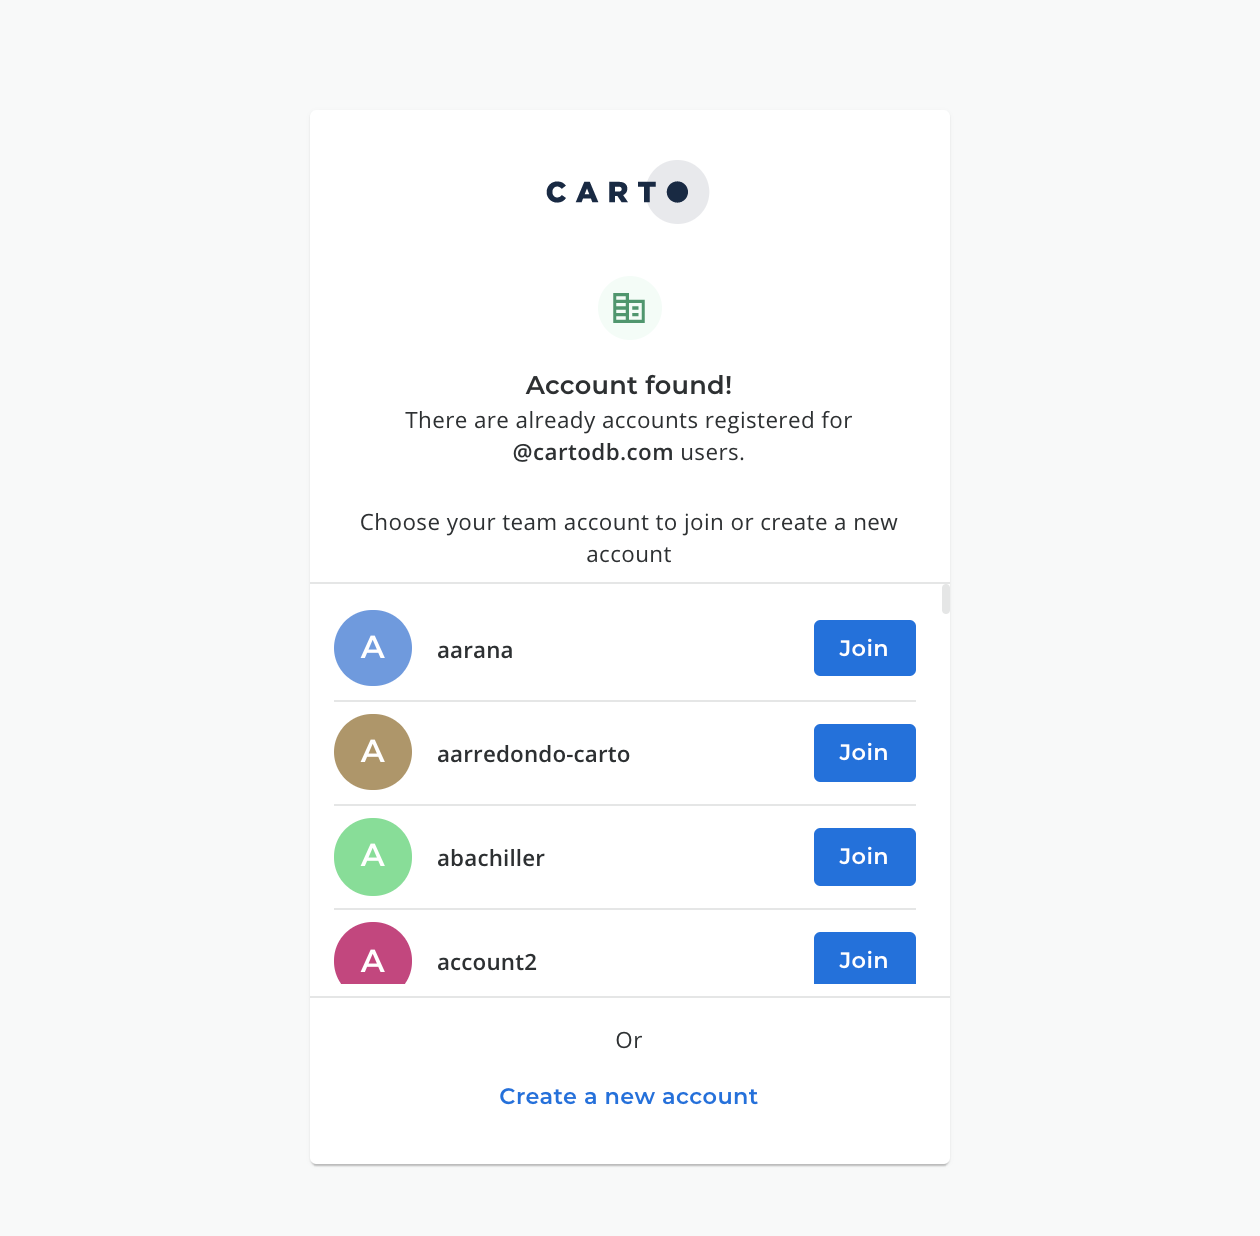 CARTO
Account found!
There are already accounts registered for
@cartodb.com users.
Choose your team account to join or create a new
account
A aarana Join
A aarredondo-carto Join
A abachiller Join
A account2 Join
Or
Create a new account